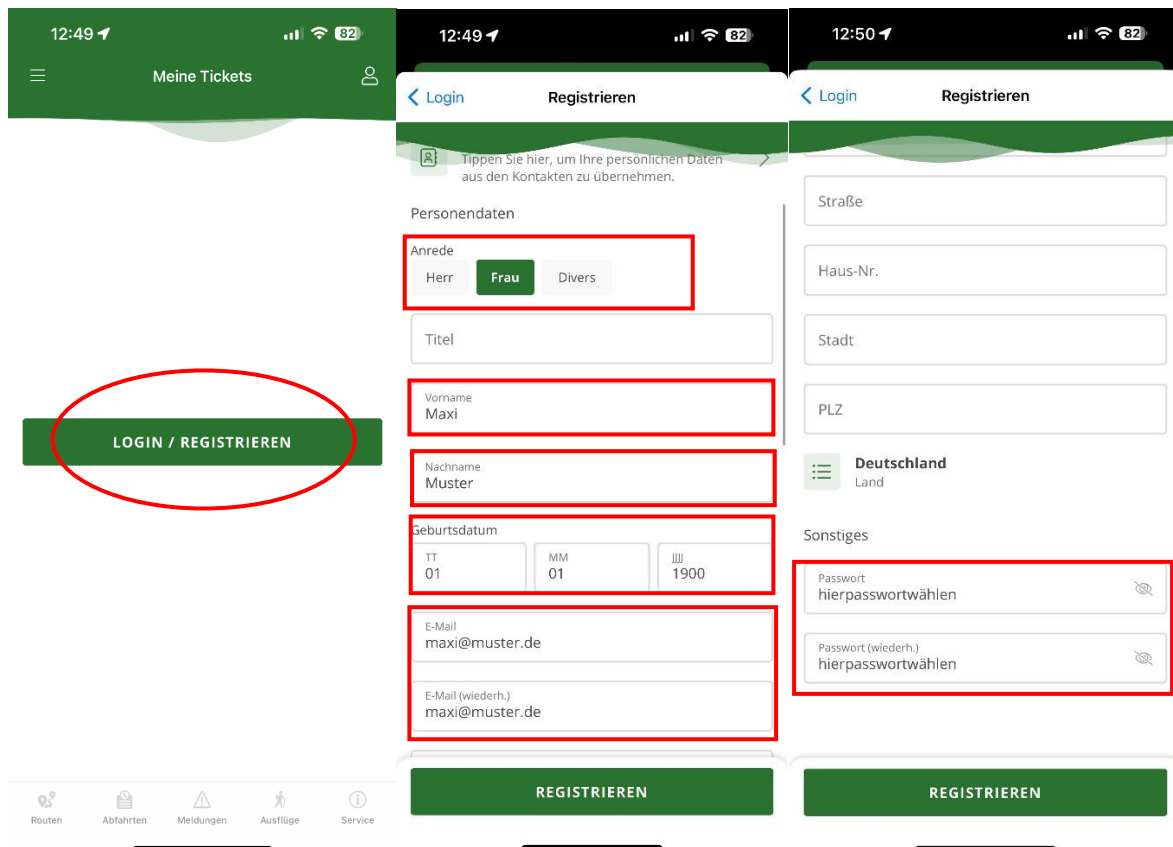 12:49
82
Meine Tickets
LOGIN / REGISTRIEREN
Routen
Abfahrten
Meldungen
Ausflüge
Service
12:49
82
Login
Registrieren
Tippen Sie hier, um Ihre persönlichen Daten
aus den Kontakten zu übernehmen.
Personendaten
Anrede
Herr
Frau
Divers
Titel
Vorname
Maxi
Nachname
Muster
Geburtsdatum
TT
MM
JJJJ
01
01
1900
E-Mail
maxi@muster.de
E-Mail (wiederh.)
maxi@muster.de
REGISTRIEREN
12:50
82
Login
Registrieren
Straße
Haus-Nr.
Stadt
PLZ
Deutschland
Land
Sonstiges
Passwort
hierpasswortwählen
Passwort (wiederh.)
hierpasswortwählen
REGISTRIEREN